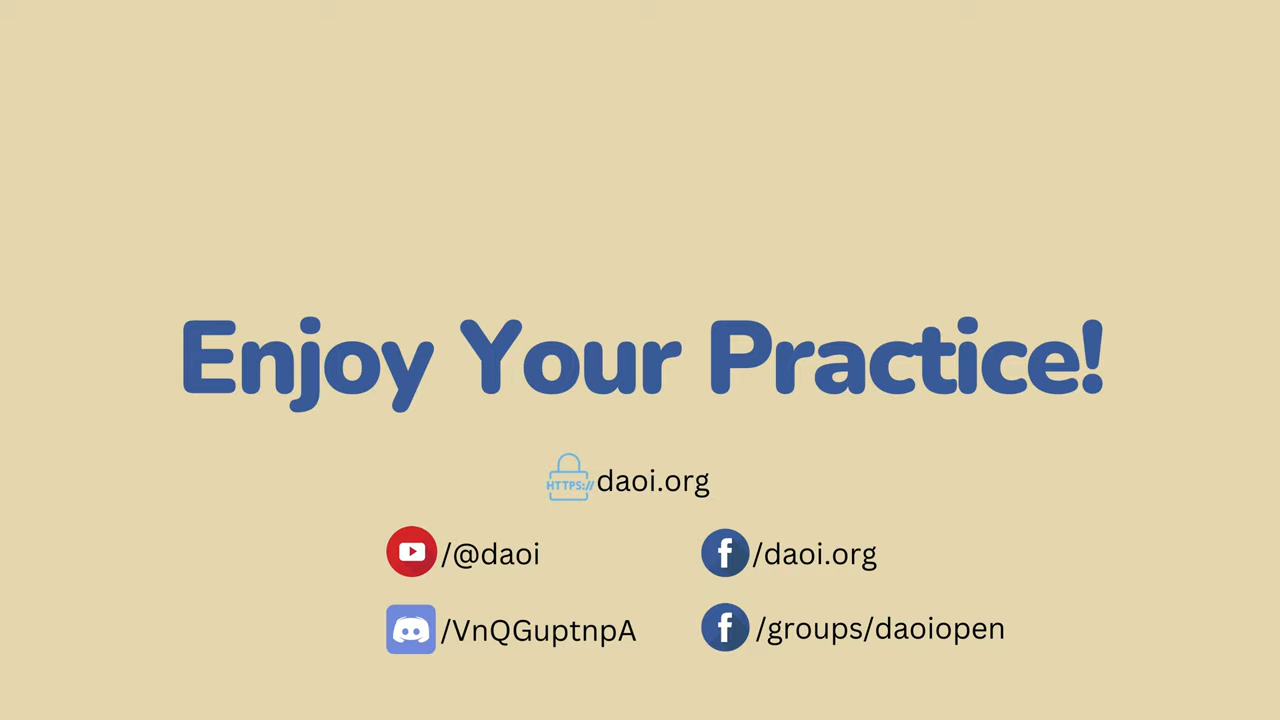 Enjoy Your Practice!
HTTPS:// daoi.org
/@daoi
/daoi.org
/VnQGuptnpA
/groups/daoiopen